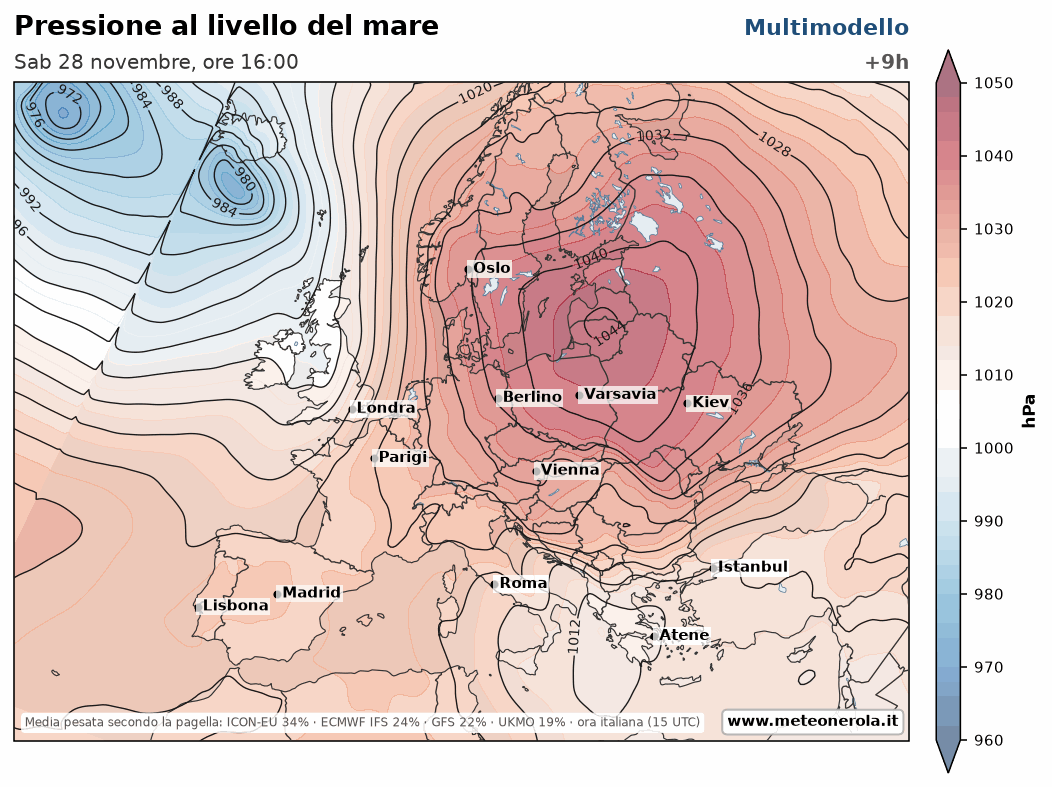 Pressione al livello del mare
Multimodello
Sab 28 novembre, ore 16:00
+9h
972
976
984
988
1020
1032
1028
980
984
992
96
1040
1044
1036
1012
Oslo
Berlino
Varsavia
Kiev
Londra
Parigi
Vienna
Istanbul
Roma
Madrid
Lisbona
Atene
Media pesata secondo la pagella: ICON-EU 34% · ECMWF IFS 24% · GFS 22% · UKMO 19% · ora italiana (15 UTC)
www.meteonerola.it
1050
1040
1030
1020
1010
1000
990
980
970
960
hPa